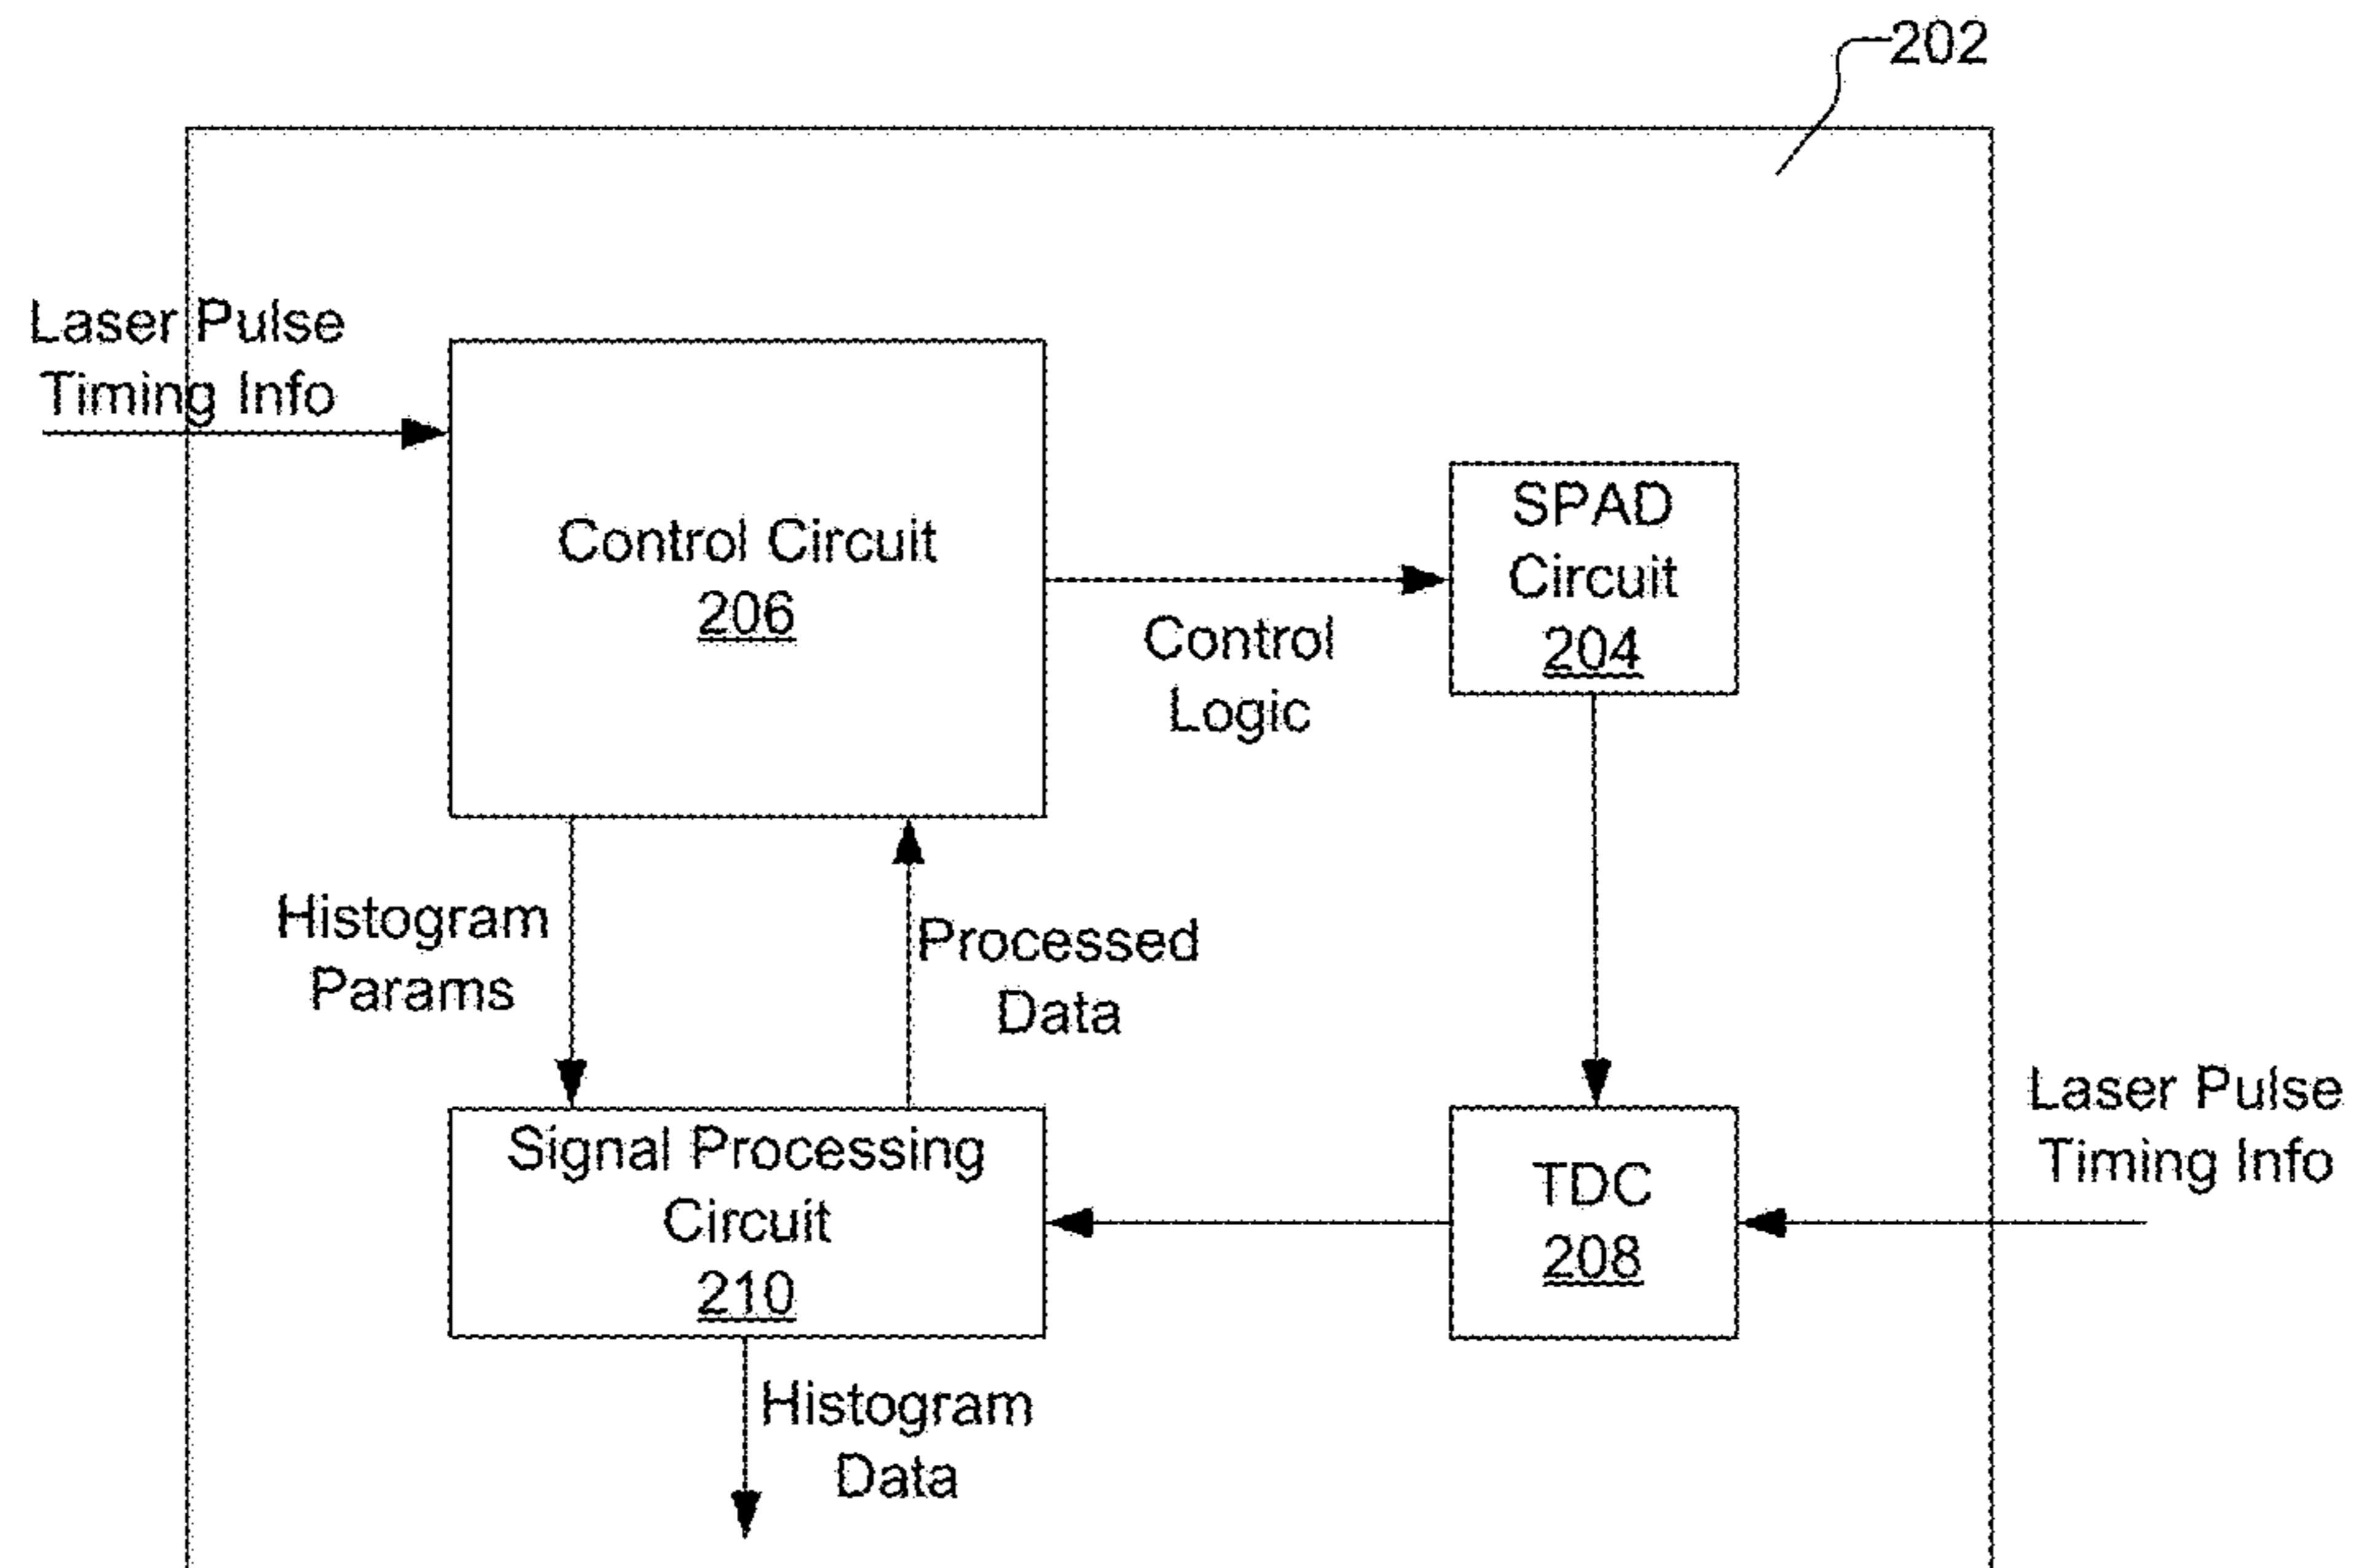 202
Laser Pulse
Timing Info
Control Circuit
206
SPAD
Circuit
204
Control
Logic
Histogram
Params
Processed
Data
Laser Pulse
Timing Info
Signal Processing
Circuit
210
TDC
208
Histogram
Data